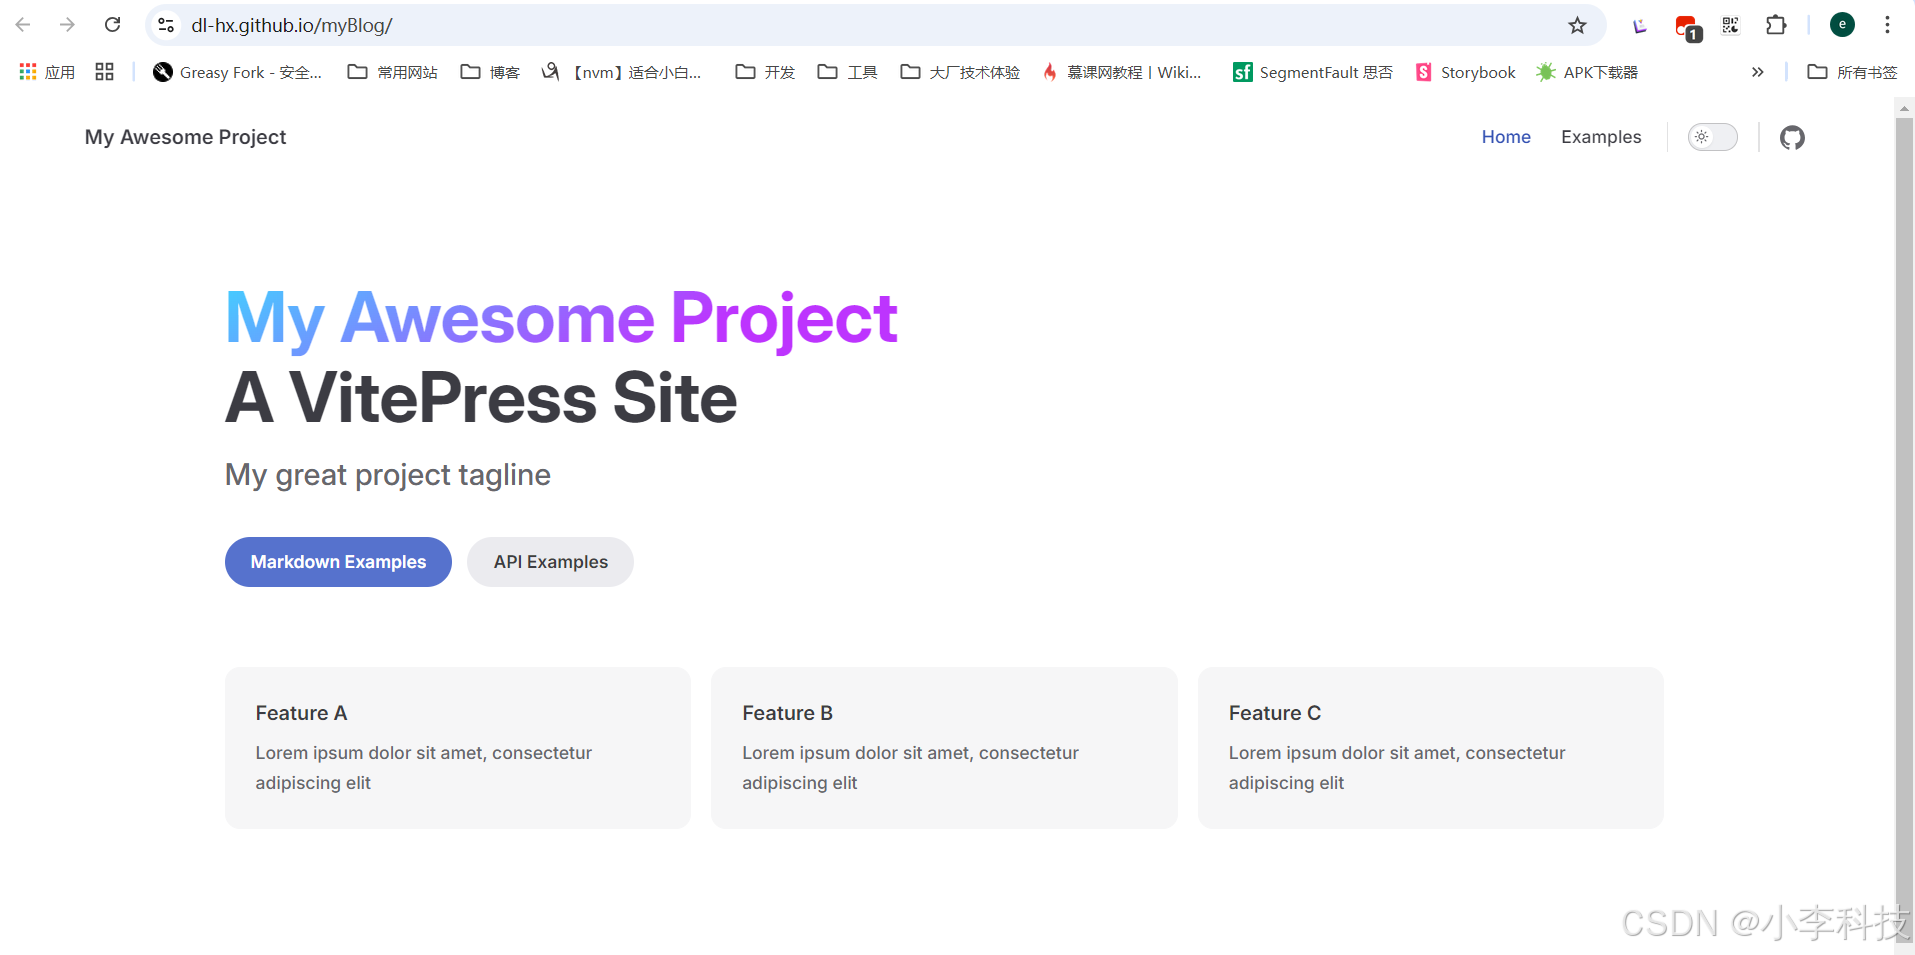 dl-hx.github.io/myBlog/
1
e
应用
Greasy Fork - 安全...
常用网站
博客
【nvm】适合小白...
开发
工具
大厂技术体验
慕课网教程 | Wiki...
sf
SegmentFault 思否
S
Storybook
APK下载器
»
所有书签
My Awesome Project
Home
Examples
My Awesome Project
A VitePress Site
My great project tagline
Markdown Examples
API Examples
Feature A
Lorem ipsum dolor sit amet, consectetur
adipiscing elit
Feature B
Lorem ipsum dolor sit amet, consectetur
adipiscing elit
Feature C
Lorem ipsum dolor sit amet, consectetur
adipiscing elit
CSDN @小李科技